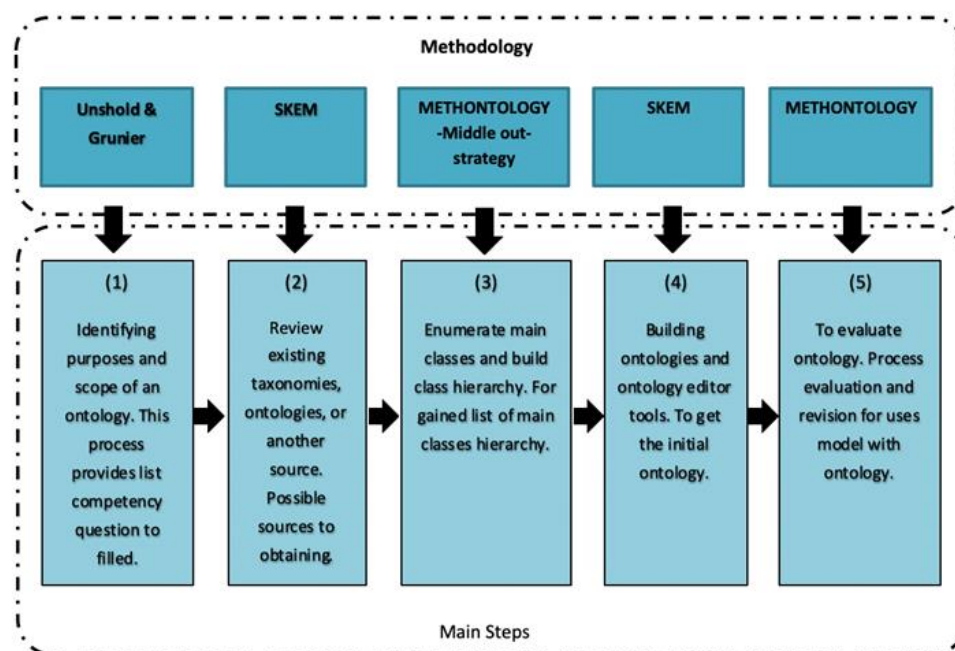 Methodology
Unshold &
Grunier
SKEM
METHONTOLOGY
-Middle out-
strategy
SKEM
METHONTOLOGY
(1)
Identifying
purposes and
scope of an
ontology. This
process
provides list
competency
question to
filled.
(2)
Review
existing
taxonomies,
ontologies, or
another
source.
Possible
sources to
obtaining.
(3)
Enumerate main
classes and build
class hierarchy. For
gained list of main
classes hierarchy.
(4)
Building
ontologies and
ontology editor
tools. To get
the initial
ontology.
(5)
To evaluate
ontology. Process
evaluation and
revision for uses
model with
ontology.
Main Steps